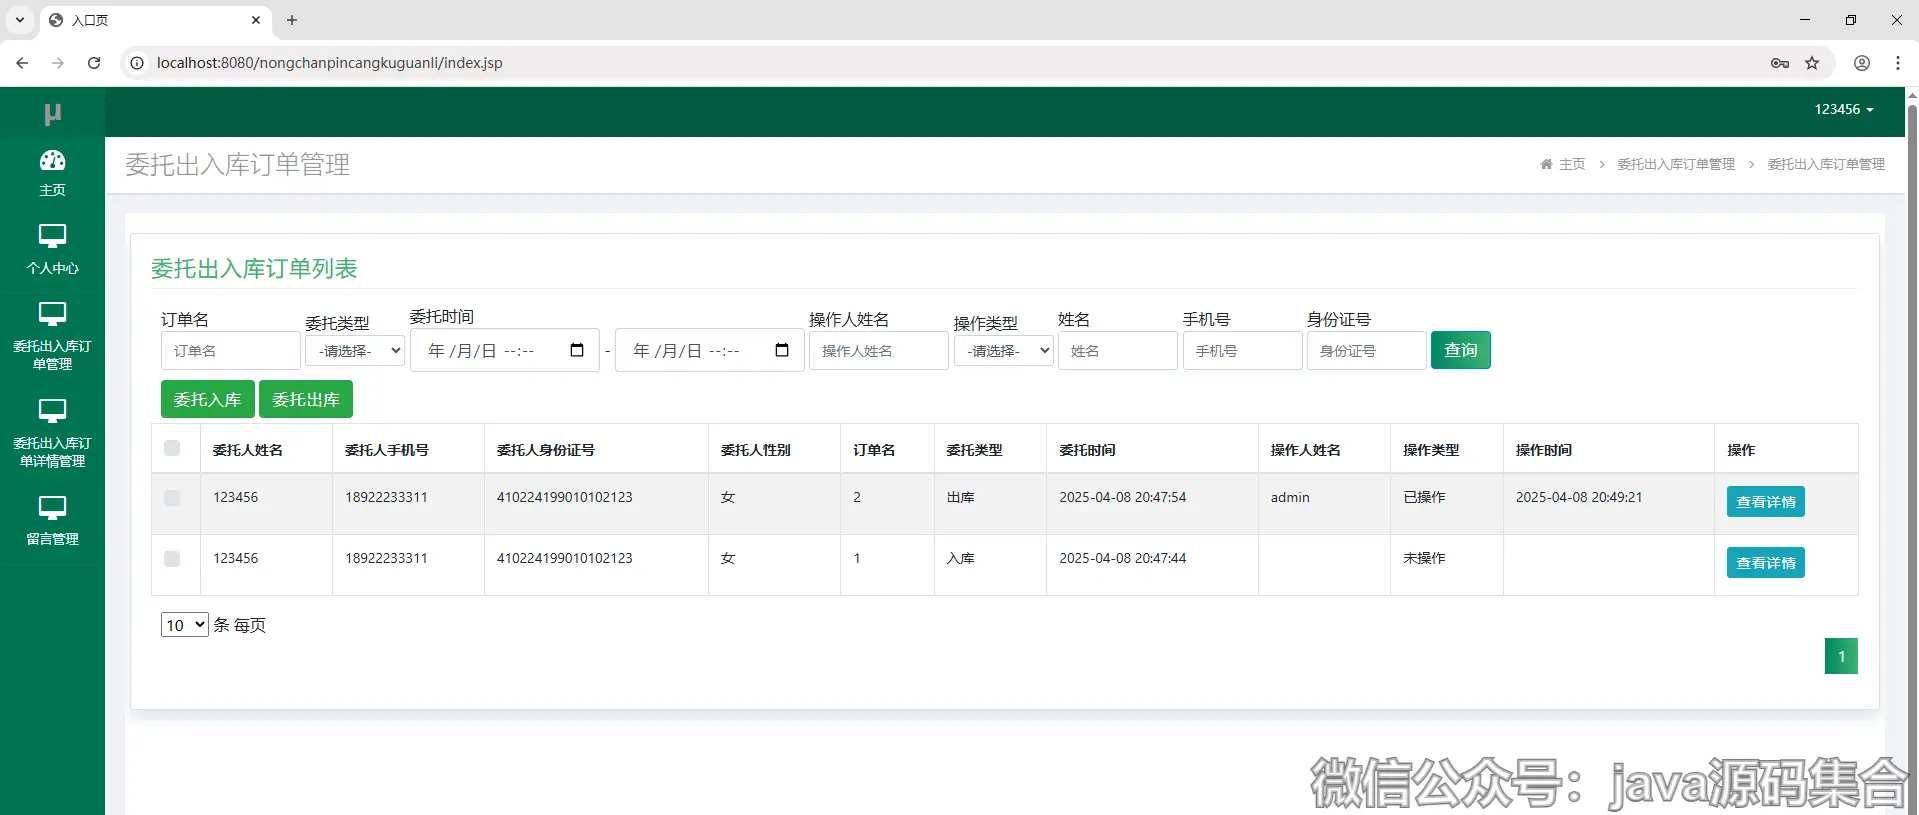 入口页
localhost:8080/nongchanpincangkuguanli/index.jsp
µ
123456
主页
个人中心
委托出入库订
单管理
委托出入库订
单详情管理
留言管理
委托出入库订单管理
主页 > 委托出入库订单管理 > 委托出入库订单管理
委托出入库订单列表
订单名 委托类型 委托时间 操作人姓名 操作类型 姓名 手机号 身份证号
订单名 -请选择- 年 /月/日 --:-- - 年 /月/日 --:-- 操作人姓名 -请选择- 姓名 手机号 身份证号 查询
委托入库 委托出库
委托人姓名 委托人手机号 委托人身份证号 委托人性别 订单名 委托类型 委托时间 操作人姓名 操作类型 操作时间 操作
123456 18922233311 410224199010102123 女 2 出库 2025-04-08 20:47:54 admin 已操作 2025-04-08 20:49:21 查看详情
123456 18922233311 410224199010102123 女 1 入库 2025-04-08 20:47:44 未操作 查看详情
10 条 每页
1
微信公众号：java源码集合